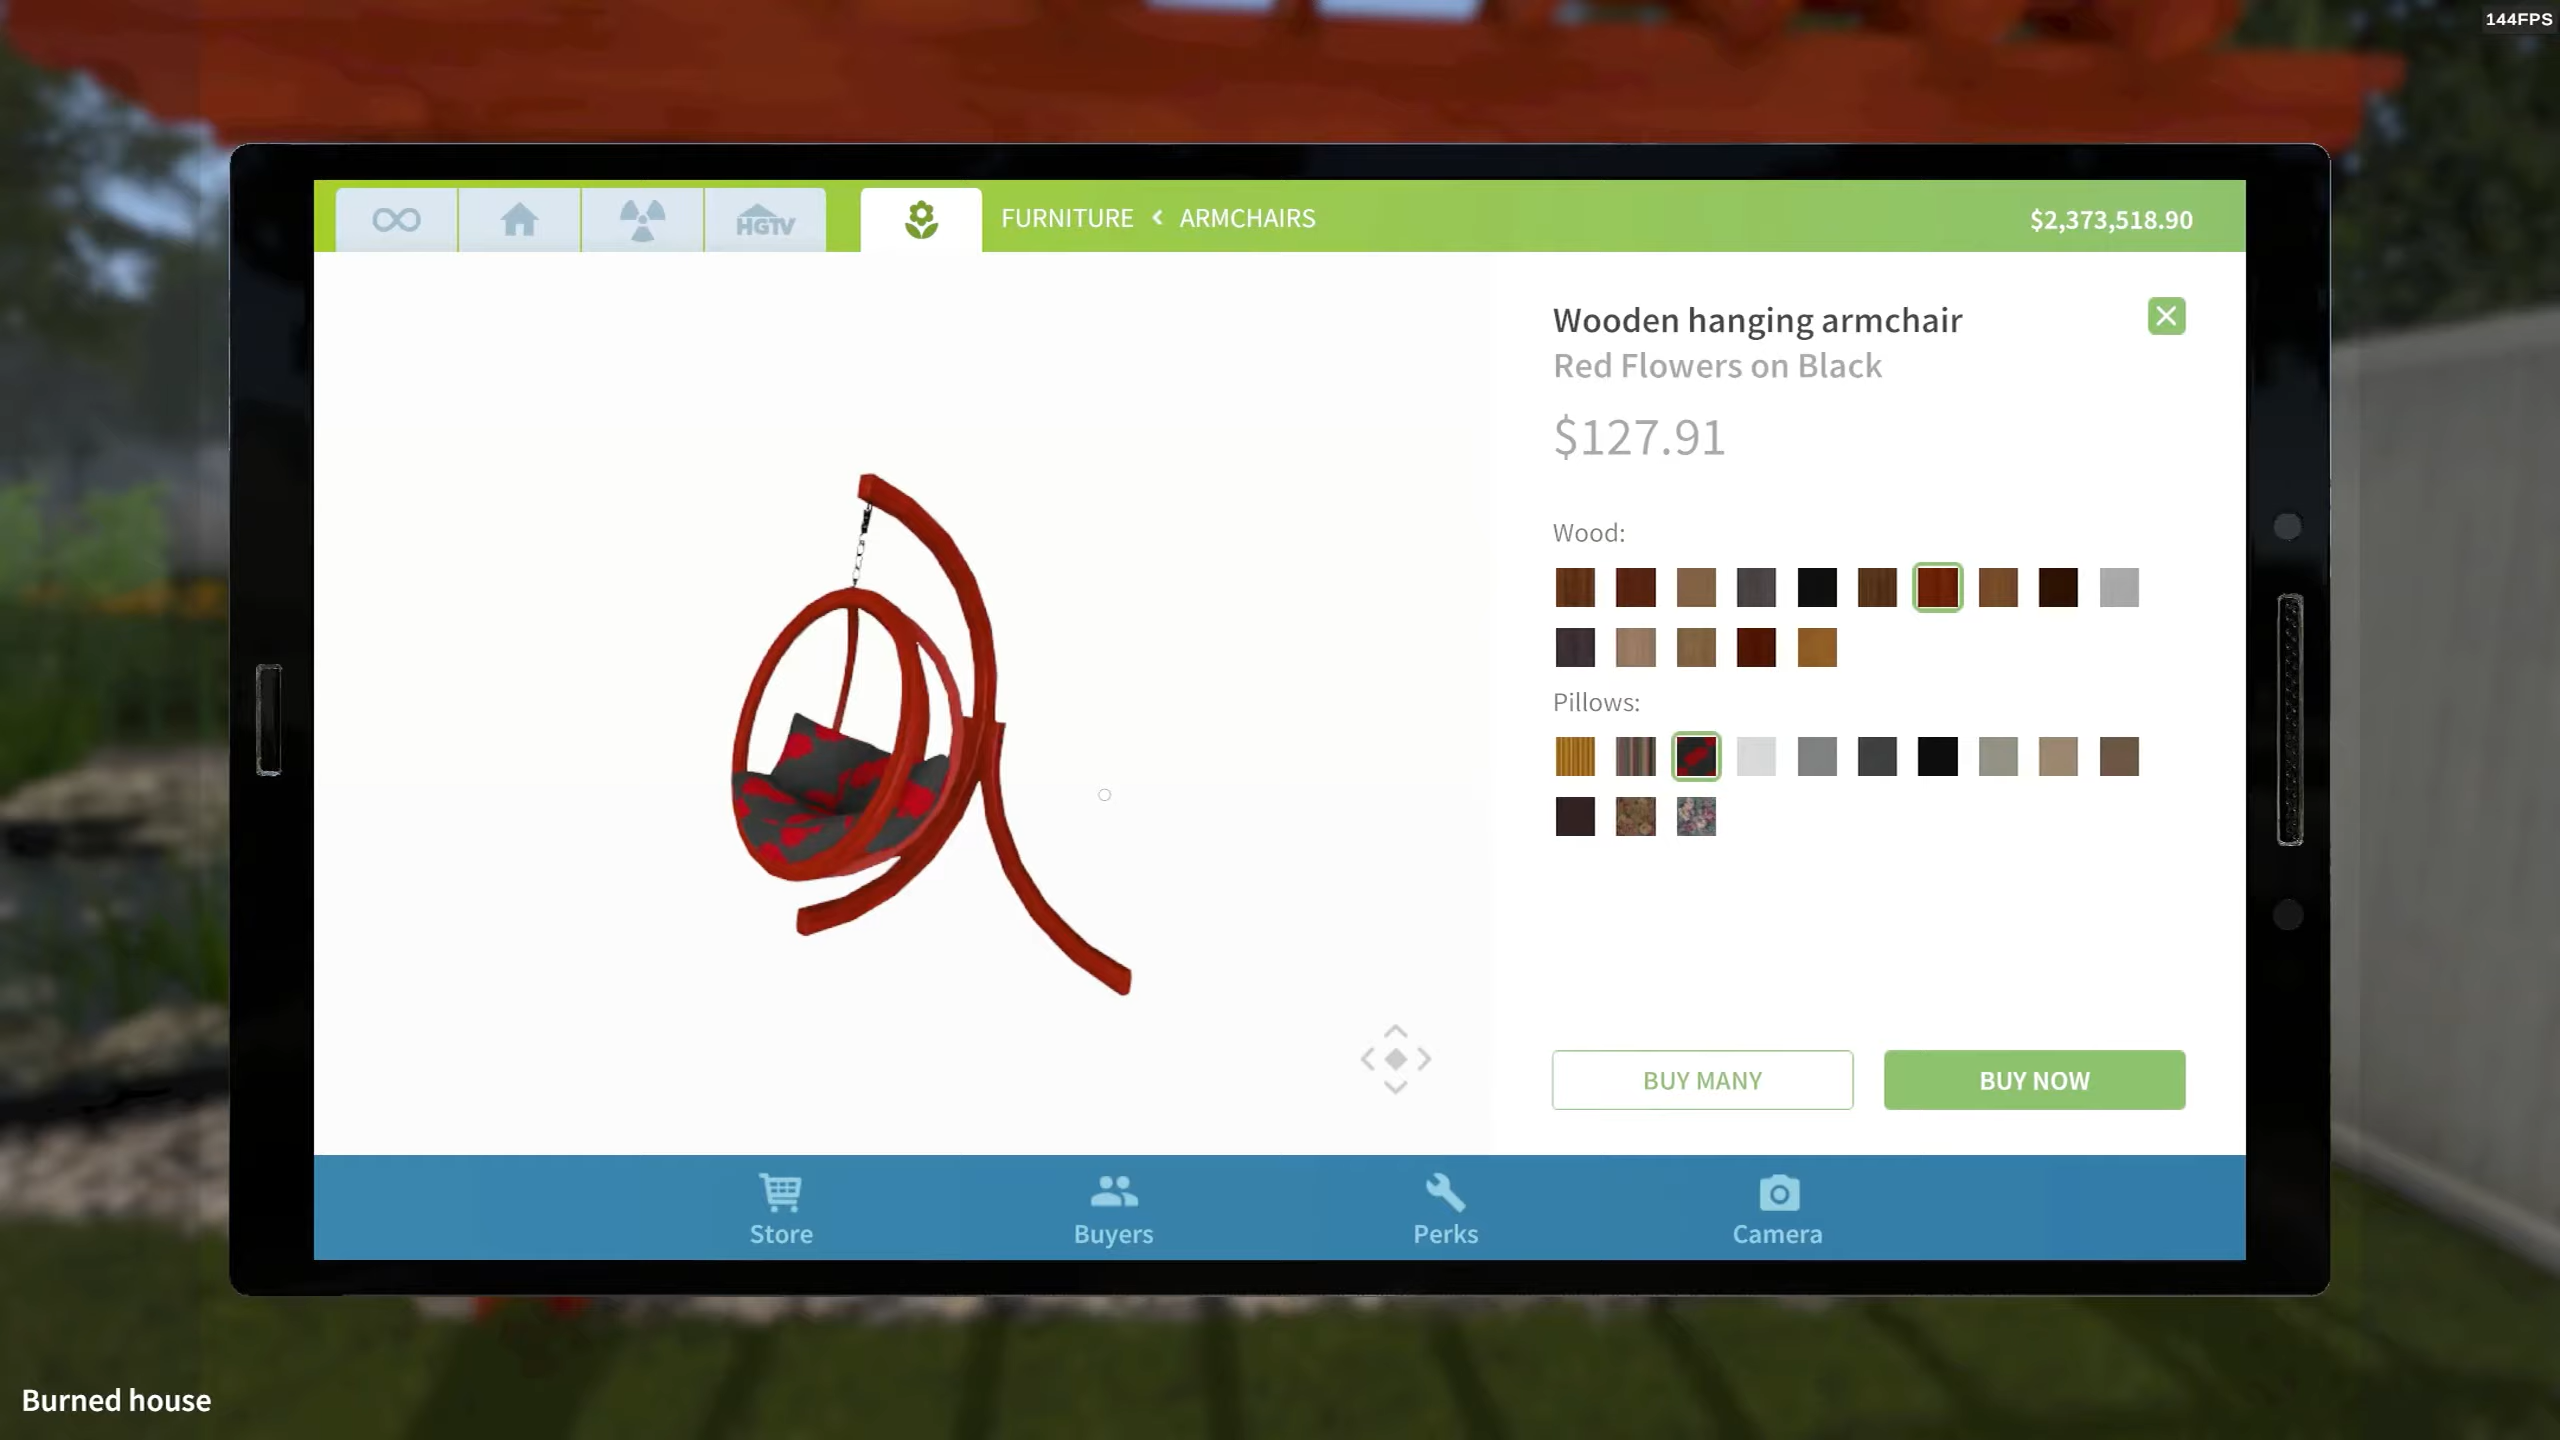 144FPS
HGTV
FURNITURE < ARMCHAIRS
$2,373,518.90
Wooden hanging armchair
Red Flowers on Black
$127.91
Wood:
Pillows:
BUY MANY
BUY NOW
Store
Buyers
Perks
Camera
Burned house